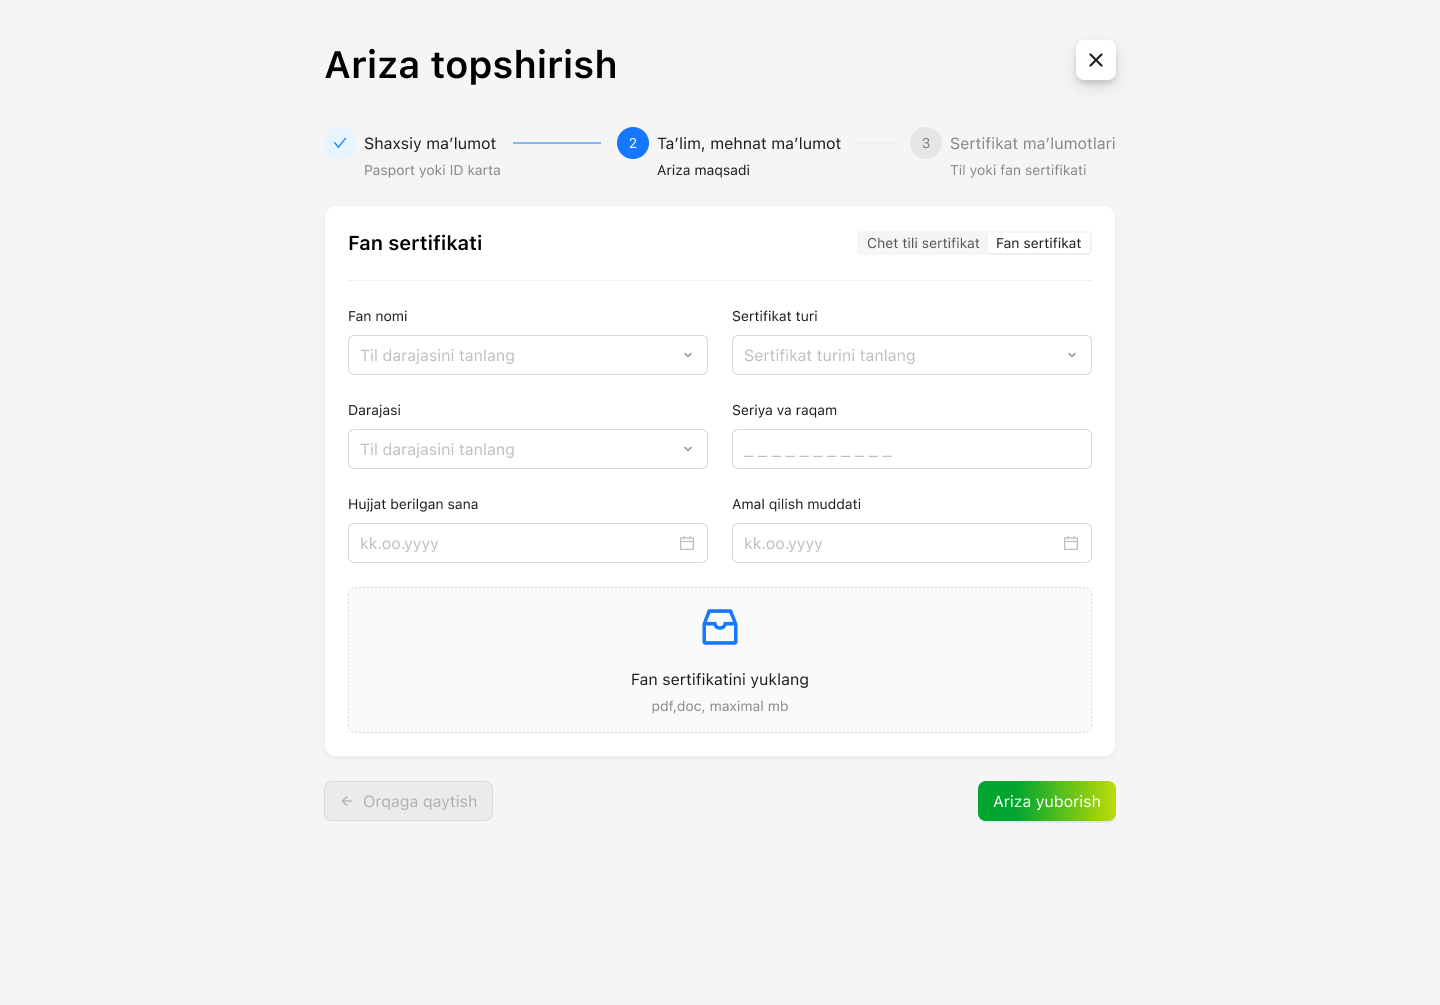 Ariza topshirish
Shaxsiy ma’lumot
Pasport yoki ID karta
2
Ta’lim, mehnat ma’lumot
Ariza maqsadi
3
Sertifikat ma’lumotlari
Til yoki fan sertifikati
Fan sertifikati
Chet tili sertifikat
Fan sertifikat
Fan nomi
Til darajasini tanlang
Sertifikat turi
Sertifikat turini tanlang
Darajasi
Til darajasini tanlang
Seriya va raqam
_ _ _ _ _ _ _ _ _ _ _
Hujjat berilgan sana
kk.oo.yyyy
Amal qilish muddati
kk.oo.yyyy
Fan sertifikatini yuklang
pdf,doc, maximal mb
Orqaga qaytish
Ariza yuborish